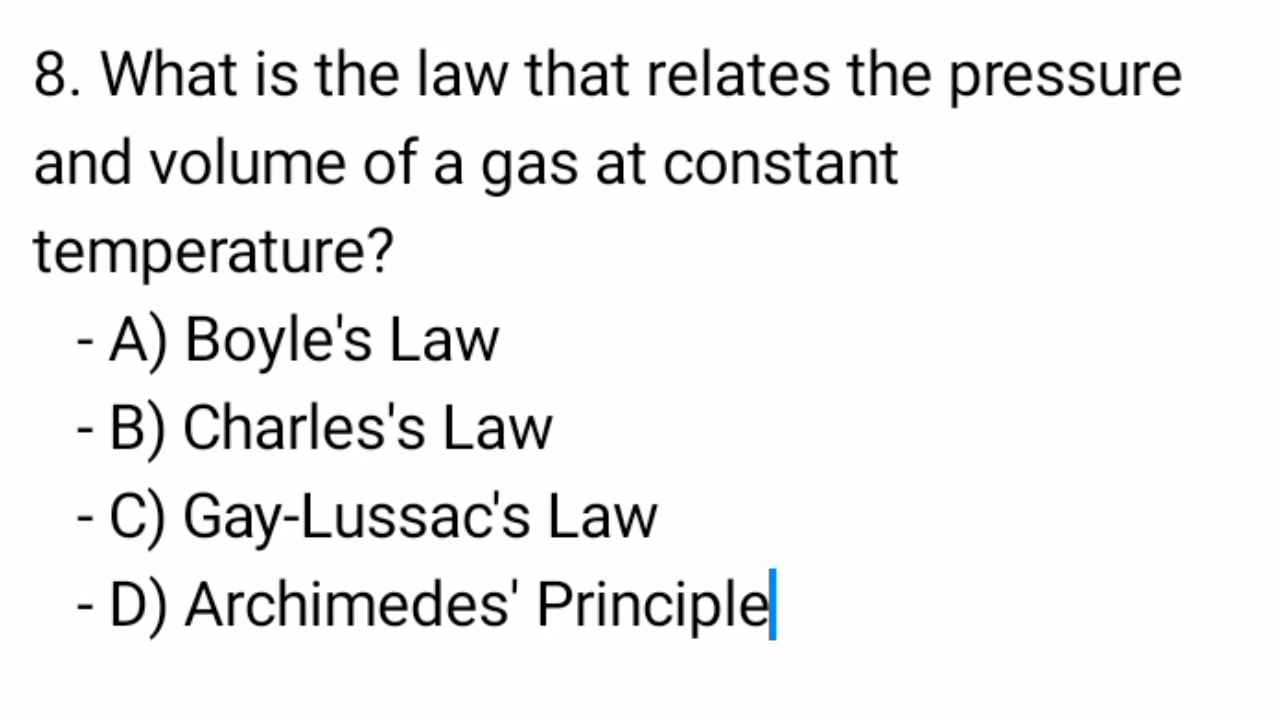 8. What is the law that relates the pressure
and volume of a gas at constant
temperature?
- A) Boyle's Law
- B) Charles's Law
- C) Gay-Lussac's Law
- D) Archimedes' Principle